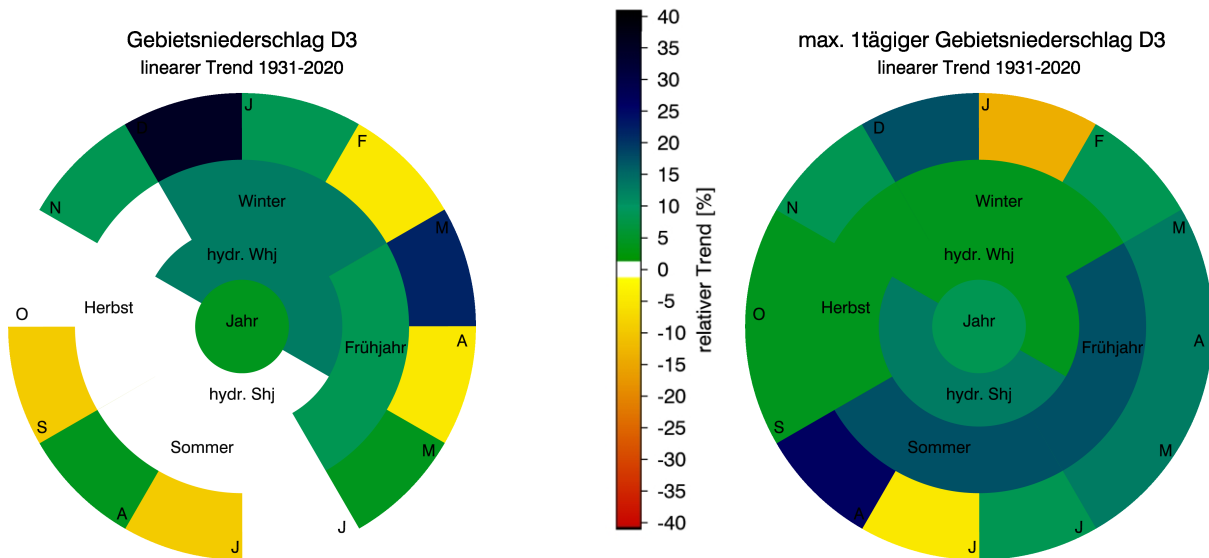 Gebietsniederschlag D3
linearer Trend 1931-2020
J
F
M
A
M
J
J
A
S
O
N
D
Winter
hydr. Whj
Herbst
Jahr
Frühjahr
hydr. Shj
Sommer
40
35
30
25
20
15
10
5
0
-5
-10
-15
-20
-25
-30
-35
-40
relativer Trend [%]
max. 1tägiger Gebietsniederschlag D3
linearer Trend 1931-2020
J
F
M
A
M
J
J
A
S
O
N
D
Winter
hydr. Whj
Herbst
Jahr
Frühjahr
hydr. Shj
Sommer